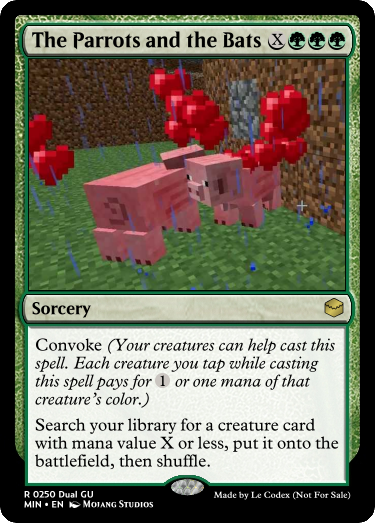 The Parrots and the Bats X
Sorcery
Convoke (Your creatures can help cast this
spell. Each creature you tap while casting
this spell pays for 1 or one mana of that
creature's color.)
Search your library for a creature card
with mana value X or less, put it onto the
battlefield, then shuffle.
R 0250 Dual GU
MIN • EN Mojang Studios
Made by Le Codex (Not For Sale)